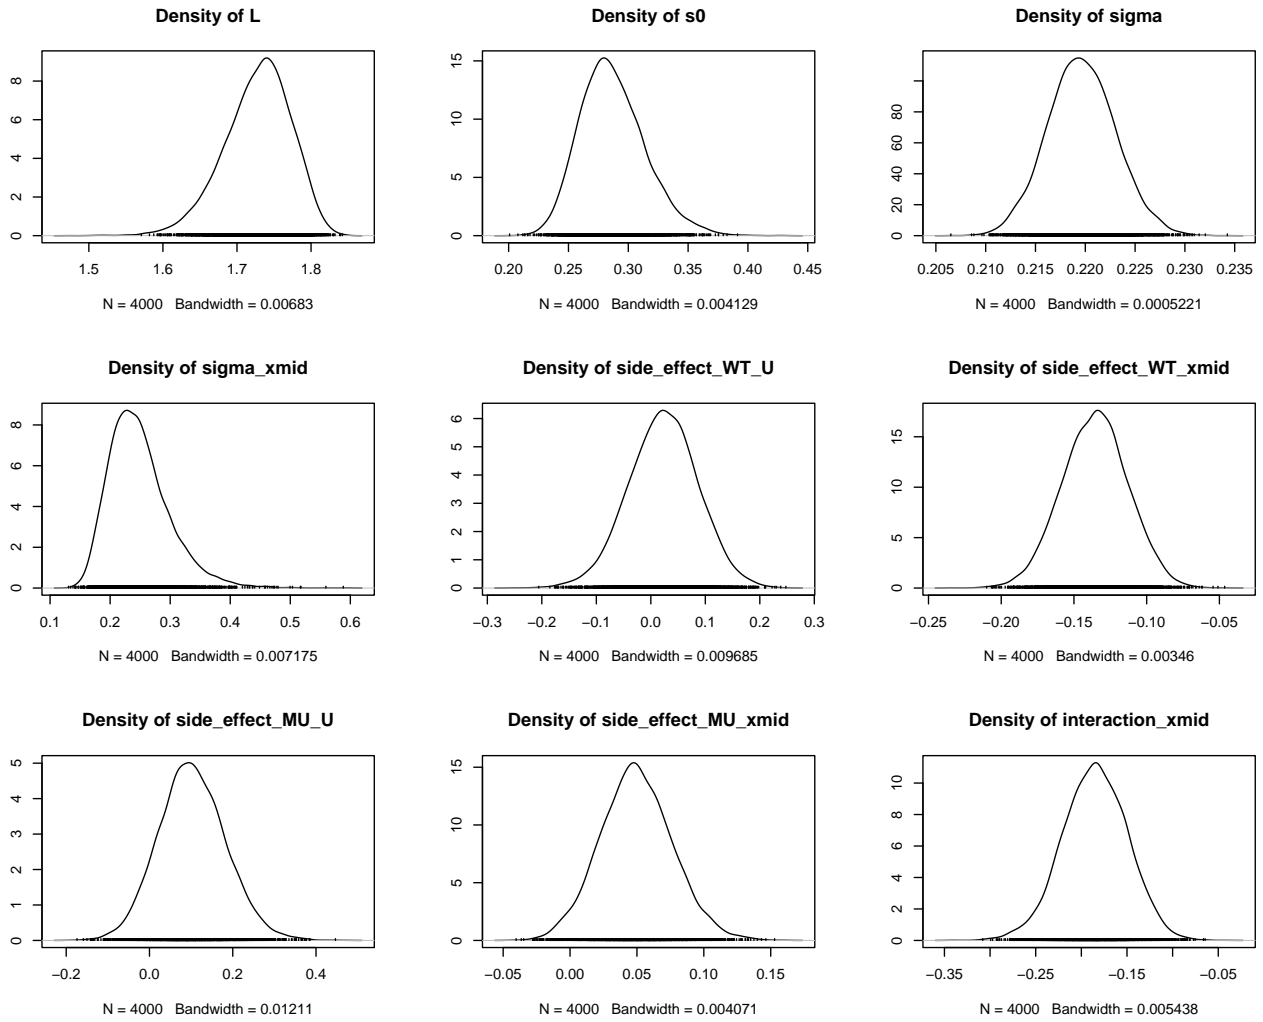 Density of L
8
6
4
2
0
1.5 1.6 1.7 1.8
N = 4000 Bandwidth = 0.00683
Density of s0
15
10
5
0
0.20 0.25 0.30 0.35 0.40 0.45
N = 4000 Bandwidth = 0.004129
Density of sigma
80
60
40
20
0
0.205 0.210 0.215 0.220 0.225 0.230 0.235
N = 4000 Bandwidth = 0.0005221
Density of sigma_xmid
8
6
4
2
0
0.1 0.2 0.3 0.4 0.5 0.6
N = 4000 Bandwidth = 0.007175
Density of side_effect_WT_U
6
5
4
3
2
1
0
−0.3 −0.2 −0.1 0.0 0.1 0.2 0.3
N = 4000 Bandwidth = 0.009685
Density of side_effect_WT_xmid
15
10
5
0
−0.25 −0.20 −0.15 −0.10 −0.05
N = 4000 Bandwidth = 0.00346
Density of side_effect_MU_U
5
4
3
2
1
0
−0.2 0.0 0.2 0.4
N = 4000 Bandwidth = 0.01211
Density of side_effect_MU_xmid
15
10
5
0
−0.05 0.00 0.05 0.10 0.15
N = 4000 Bandwidth = 0.004071
Density of interaction_xmid
10
8
6
4
2
0
−0.35 −0.25 −0.15 −0.05
N = 4000 Bandwidth = 0.005438